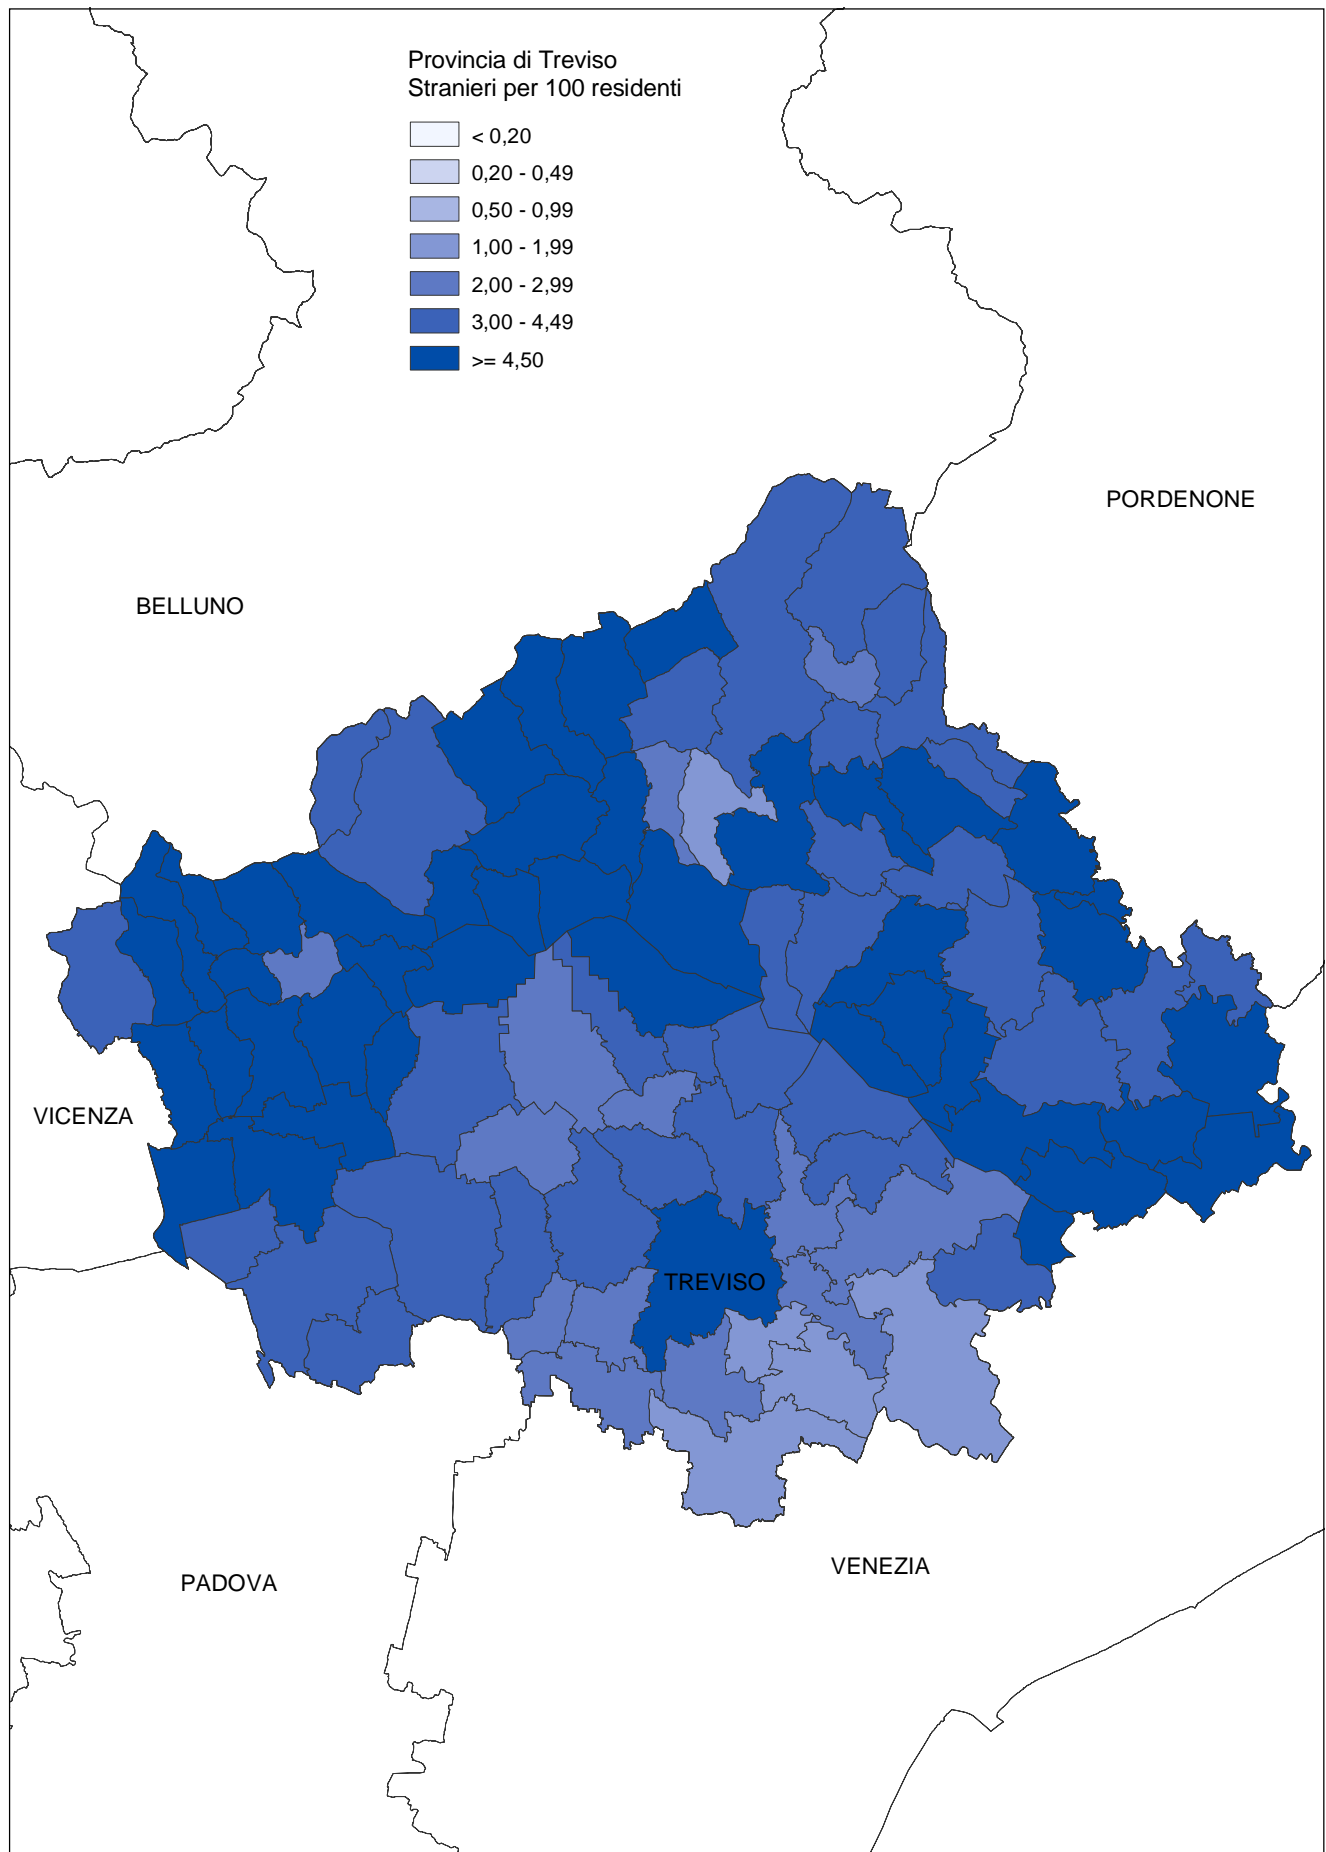 Provincia di Treviso
Stranieri per 100 residenti
< 0,20
0,20 - 0,49
0,50 - 0,99
1,00 - 1,99
2,00 - 2,99
3,00 - 4,49
>= 4,50
PORDENONE
BELLUNO
VICENZA
TREVISO
VENEZIA
PADOVA